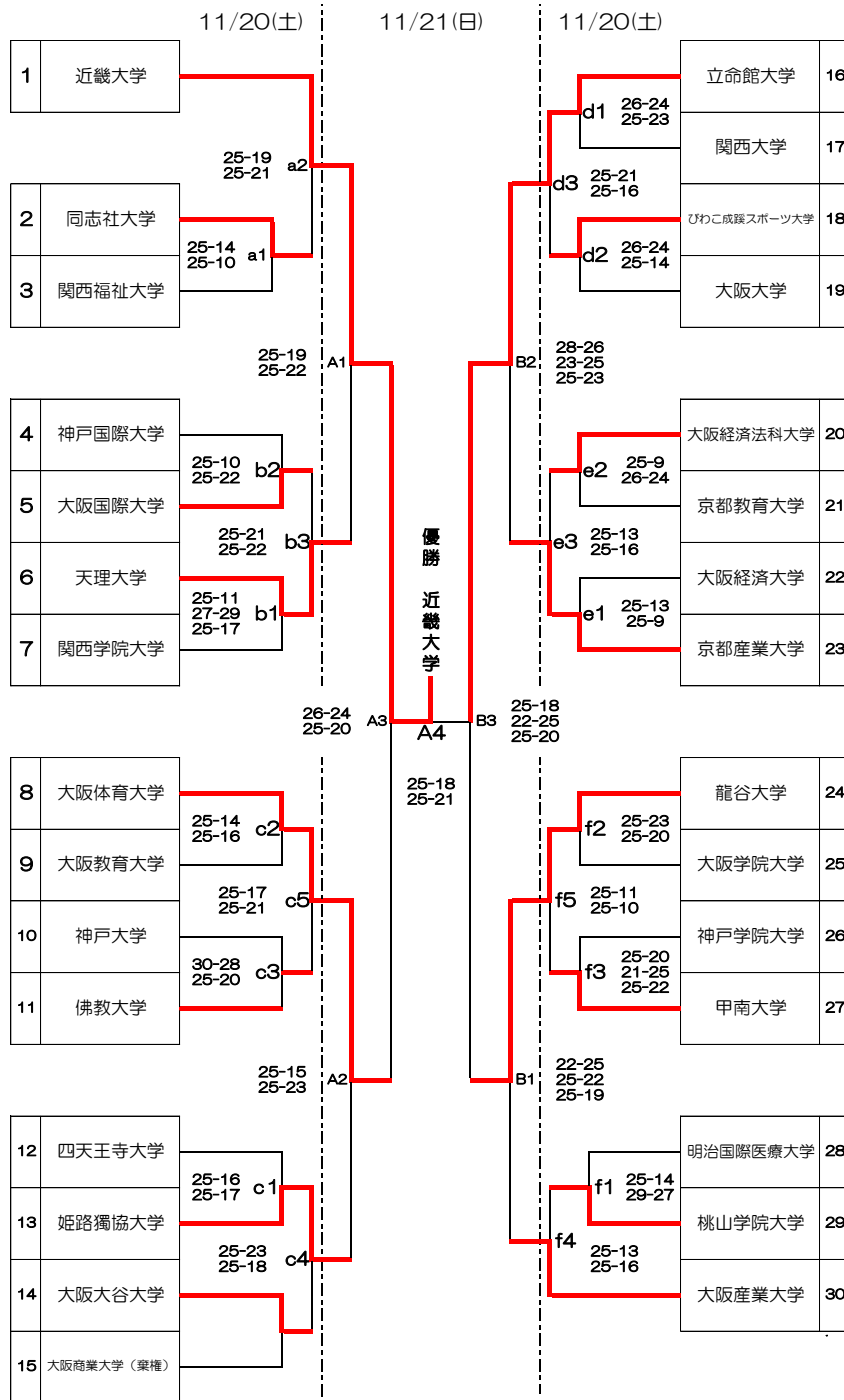 11/20(土) 11/21(日) 11/20(土)
1 近畿大学
2 同志社大学
3 関西福祉大学
4 神戸国際大学
5 大阪国際大学
6 天理大学
7 関西学院大学
8 大阪体育大学
9 大阪教育大学
10 神戸大学
11 佛教大学
12 四天王寺大学
13 姫路獨協大学
14 大阪大谷大学
15 大阪商業大学（棄権）
25-19
25-21
a2
25-14
25-10
a1
25-19
25-22
A1
25-10
25-22
b2
25-21
25-22
b3
25-11
27-29
25-17
b1
26-24
25-20
A3
25-14
25-16
c2
25-17
25-21
c5
30-28
25-20
c3
25-15
25-23
A2
25-16
25-17
c1
25-23
25-18
c4
優勝 近畿大学
A4
25-18
25-21
立命館大学 16
関西大学 17
びわこ成蹊スポーツ大学 18
大阪大学 19
大阪経済法科大学 20
京都教育大学 21
大阪経済大学 22
京都産業大学 23
龍谷大学 24
大阪学院大学 25
神戸学院大学 26
甲南大学 27
明治国際医療大学 28
桃山学院大学 29
大阪産業大学 30
d1
26-24
25-23
d3
25-21
25-16
d2
26-24
25-14
B2
28-26
23-25
25-23
e2
25-9
26-24
e3
25-13
25-16
e1
25-13
25-9
B3
25-18
22-25
25-20
f2
25-23
25-20
f5
25-11
25-10
f3
25-20
21-25
25-22
B1
22-25
25-22
25-19
f1
25-14
29-27
f4
25-13
25-16